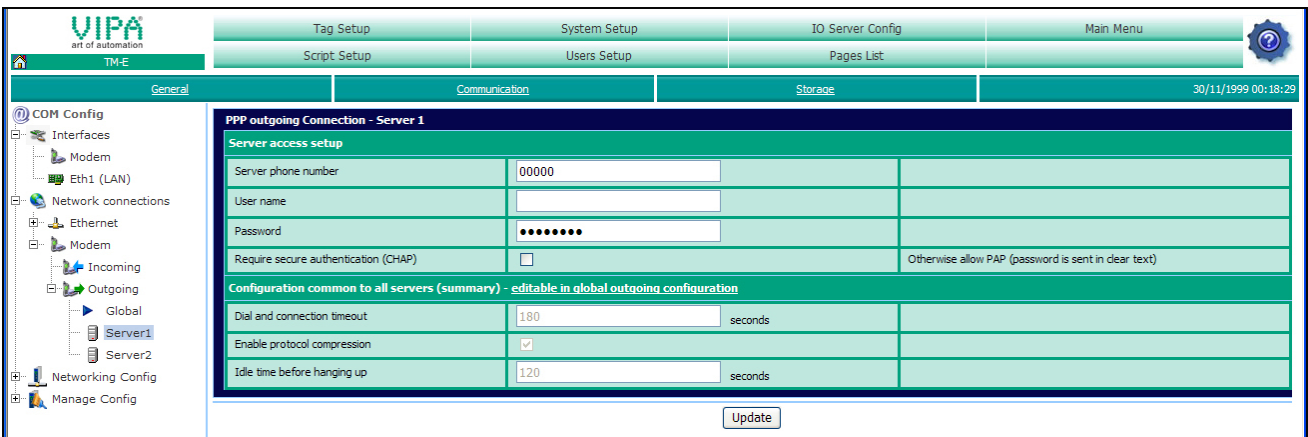 VIPA
art of automation
TM-E
Tag Setup
System Setup
IO Server Config
Main Menu
Script Setup
Users Setup
Pages List
General
Communication
Storage
30/11/1999 00:18:29
COM Config
Interfaces
Modem
Eth1 (LAN)
Network connections
Ethernet
Modem
Incoming
Outgoing
Global
Server1
Server2
Networking Config
Manage Config
PPP outgoing Connection - Server 1
Server access setup
Server phone number
00000
User name
Password
••••••••
Require secure authentication (CHAP)
Otherwise allow PAP (password is sent in clear text)
Configuration common to all servers (summary) - editable in global outgoing configuration
Dial and connection timeout
180
seconds
Enable protocol compression
Idle time before hanging up
120
seconds
Update